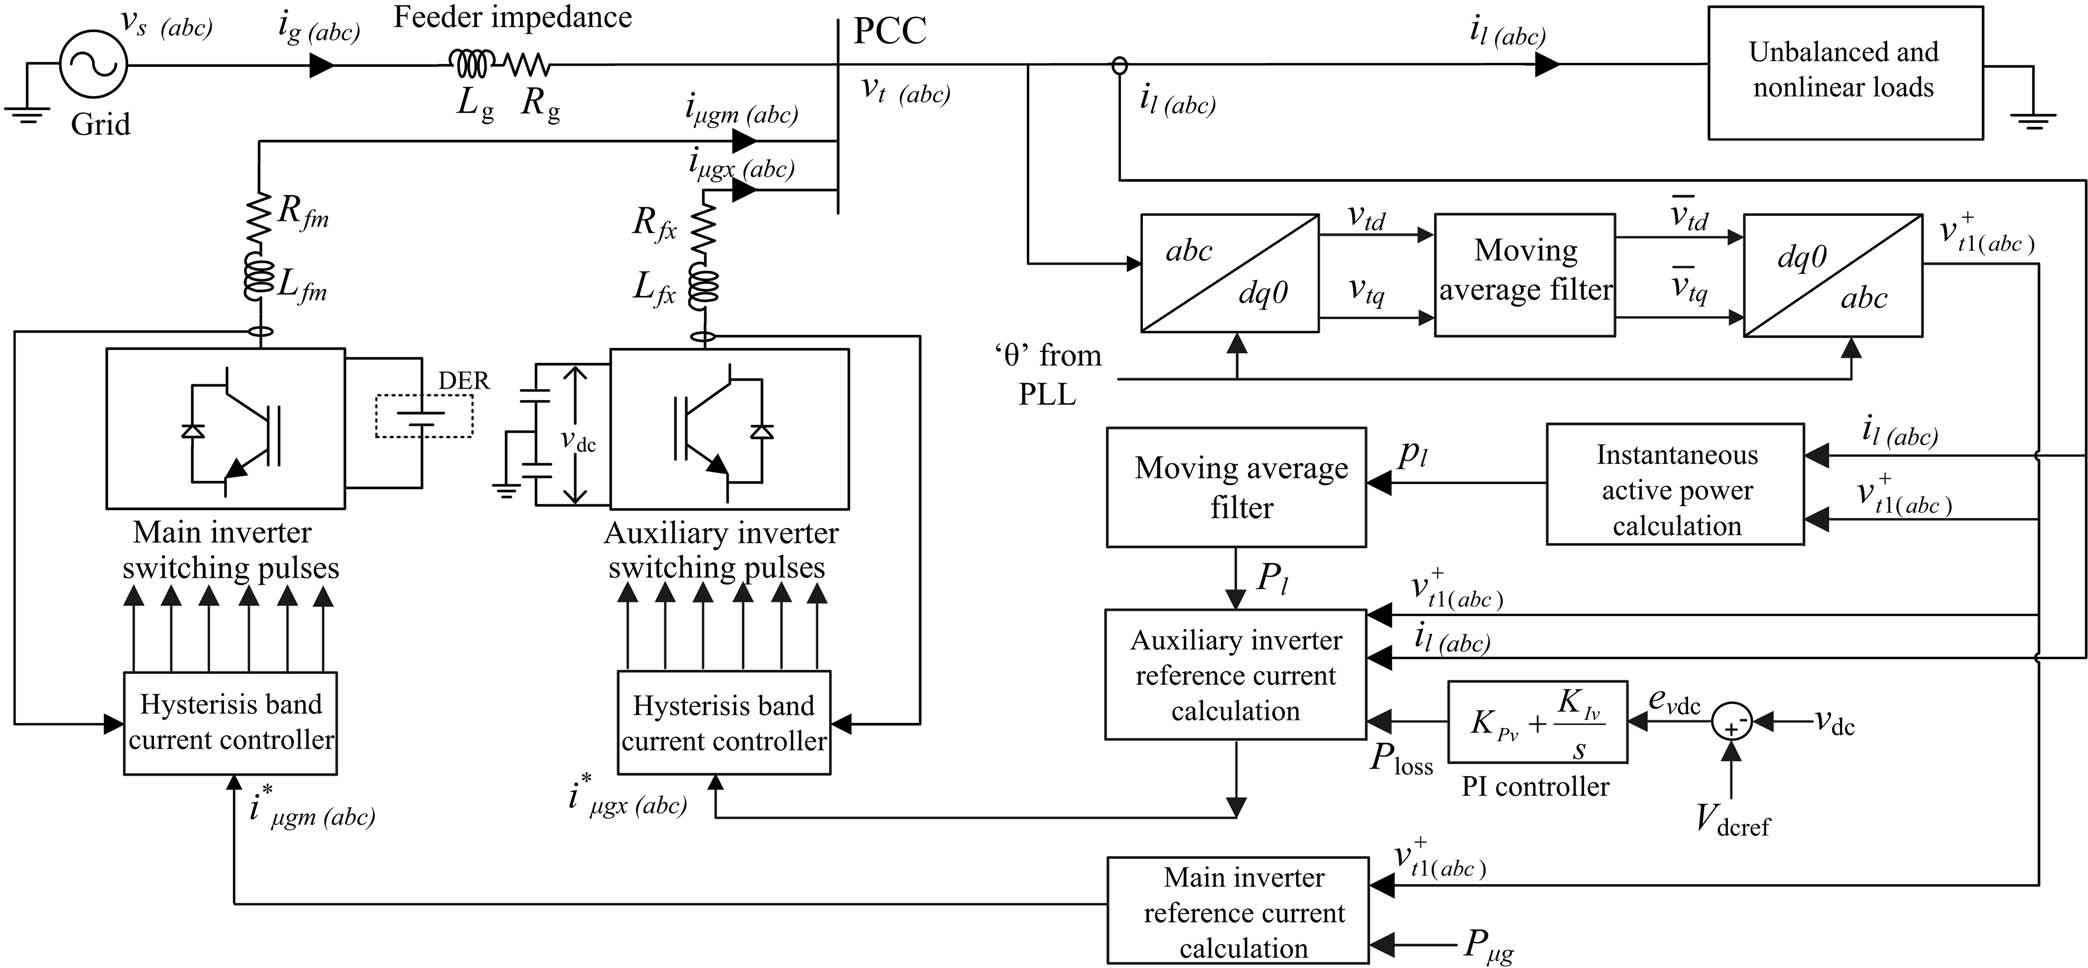 v_s (abc)
i_g (abc)
Feeder impedance
PCC
i_l (abc)
Unbalanced and
nonlinear loads
L_g
R_g
Grid
v_t (abc)
i_l (abc)
i_μgm (abc)
i_μgx (abc)
R_fm
L_fm
R_fx
L_fx
abc
dq0
v_td
v_tq
Moving
average filter
v̅_td
v̅_tq
dq0
abc
v⁺_t1(abc)
‘θ’ from
PLL
DER
v_dc
Main inverter
switching pulses
Auxiliary inverter
switching pulses
Moving average
filter
p_l
Instantaneous
active power
calculation
i_l (abc)
v⁺_t1(abc)
P_l
Auxiliary inverter
reference current
calculation
v⁺_t1(abc)
i_l (abc)
P_loss
K_Pv + K_Iv / s
PI controller
e_vdc
-
+
v_dc
V_dcref
Hysterisis band
current controller
Hysterisis band
current controller
i*_μgm (abc)
i*_μgx (abc)
Main inverter
reference current
calculation
v⁺_t1(abc)
P_μg